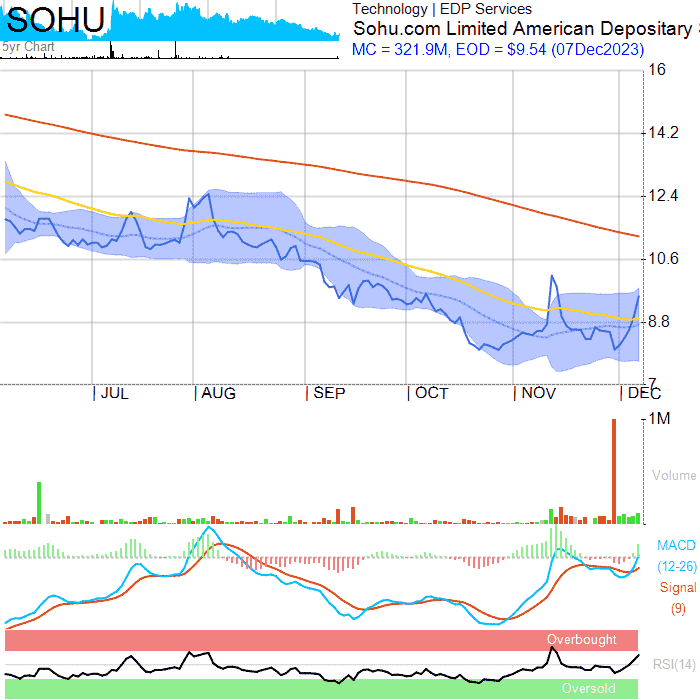 SOHU
Technology | EDP Services
Sohu.com Limited American Depositary S
5yr Chart
MC = 321.9M, EOD = $9.54 (07Dec2023)
16
14.2
12.4
10.6
8.8
7
JUL AUG SEP OCT NOV DEC
1M
Volume
MACD
(12-26)
Signal
(9)
Overbought
RSI(14)
Oversold